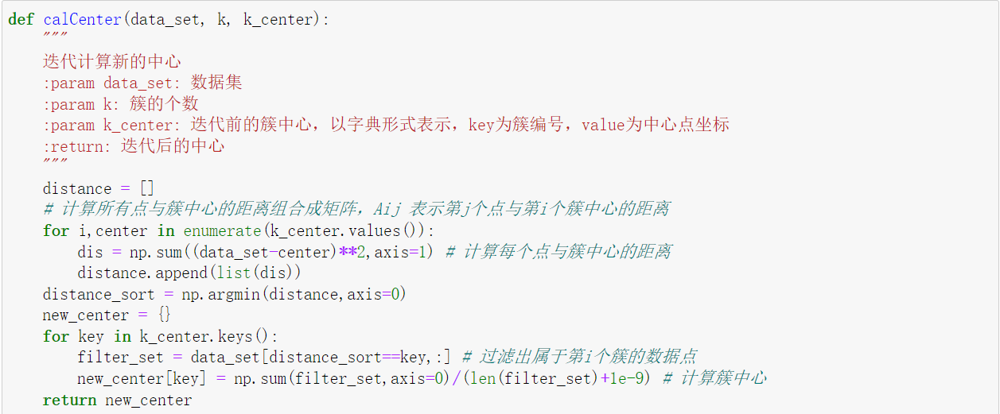 def calCenter(data_set, k, k_center):
    """
    迭代计算新的中心
    :param data_set: 数据集
    :param k: 簇的个数
    :param k_center: 迭代前的簇中心，以字典形式表示，key为簇编号，value为中心点坐标
    :return: 迭代后的中心
    """
    distance = []
    # 计算所有点与簇中心的距离组合成矩阵，Aij 表示第j个点与第i个簇中心的距离
    for i,center in enumerate(k_center.values()):
        dis = np.sum((data_set-center)**2,axis=1) # 计算每个点与簇中心的距离
        distance.append(list(dis))
    distance_sort = np.argmin(distance,axis=0)
    new_center = {}
    for key in k_center.keys():
        filter_set = data_set[distance_sort==key,:] # 过滤出属于第i个簇的数据点
        new_center[key] = np.sum(filter_set,axis=0)/(len(filter_set)+1e-9) # 计算簇中心
    return new_center